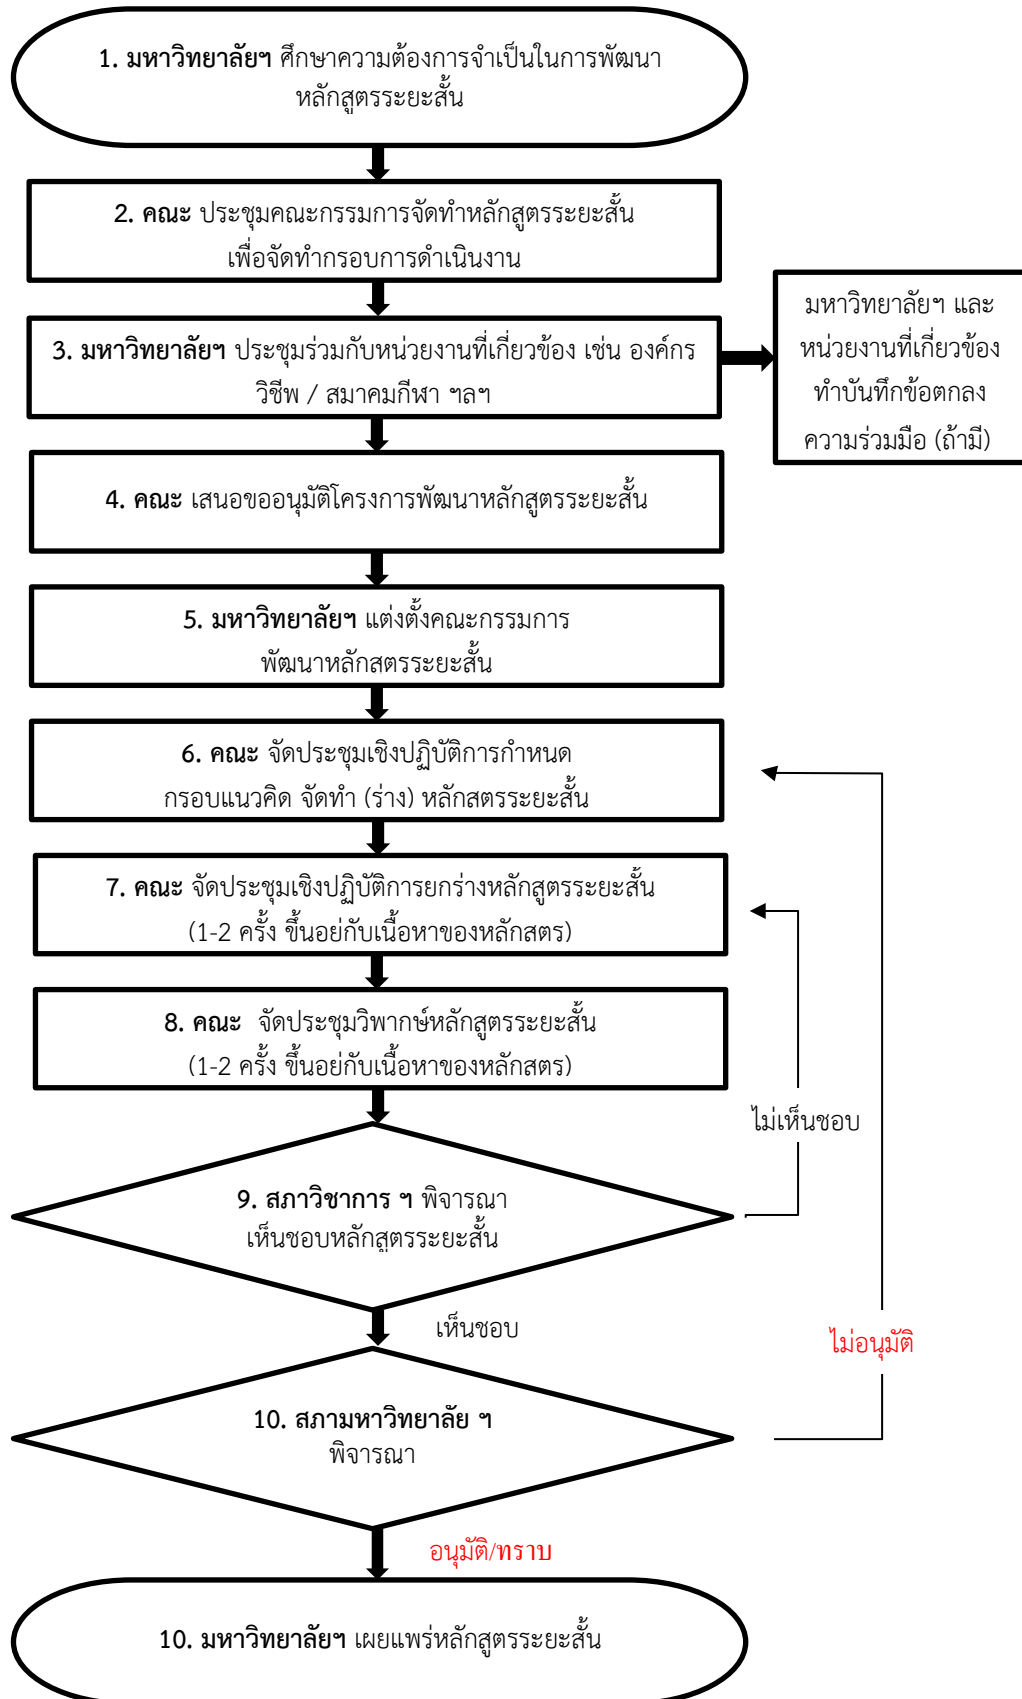 1. มหาวิทยาลัยฯ ศึกษาความต้องการจำเป็นในการพัฒนา
หลักสูตรระยะสั้น
2. คณะ ประชุมคณะกรรมการจัดทำหลักสูตรระยะสั้น
เพื่อจัดทำกรอบการดำเนินงาน
3. มหาวิทยาลัยฯ ประชุมร่วมกับหน่วยงานที่เกี่ยวข้อง เช่น องค์กร
วิชีพ / สมาคมกีฬา ฯลฯ
มหาวิทยาลัยฯ และ
หน่วยงานที่เกี่ยวข้อง
ทำบันทึกข้อตกลง
ความร่วมมือ (ถ้ามี)
4. คณะ เสนอขออนุมัติโครงการพัฒนาหลักสูตรระยะสั้น
5. มหาวิทยาลัยฯ แต่งตั้งคณะกรรมการ
พัฒนาหลักสตรระยะสั้น
6. คณะ จัดประชุมเชิงปฏิบัติการกำหนด
กรอบแนวคิด จัดทำ (ร่าง) หลักสตรระยะสั้น
7. คณะ จัดประชุมเชิงปฏิบัติการยกร่างหลักสูตรระยะสั้น
(1-2 ครั้ง ขึ้นอย่กับเนื้อหาของหลักสตร)
8. คณะ จัดประชุมวิพากษ์หลักสูตรระยะสั้น
(1-2 ครั้ง ขึ้นอย่กับเนื้อหาของหลักสตร)
ไม่เห็นชอบ
9. สภาวิชาการ ฯ พิจารณา
เห็นชอบหลักสูตรระยะสั้น
เห็นชอบ
ไม่อนุมัติ
10. สภามหาวิทยาลัย ฯ
พิจารณา
อนุมัติ/ทราบ
10. มหาวิทยาลัยฯ เผยแพร่หลักสูตรระยะสั้น